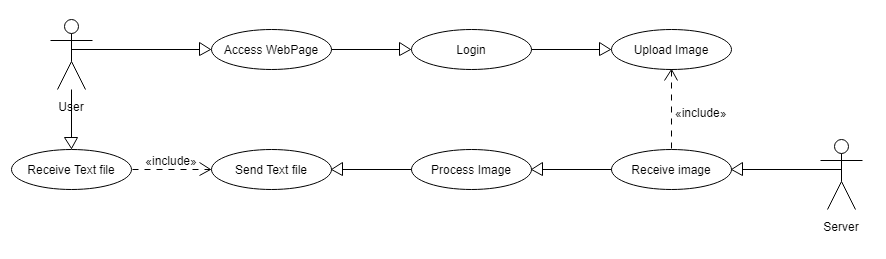 Access WebPage
Login
Upload Image
User
«include»
Receive Text file
«include»
Send Text file
Process Image
Receive image
Server